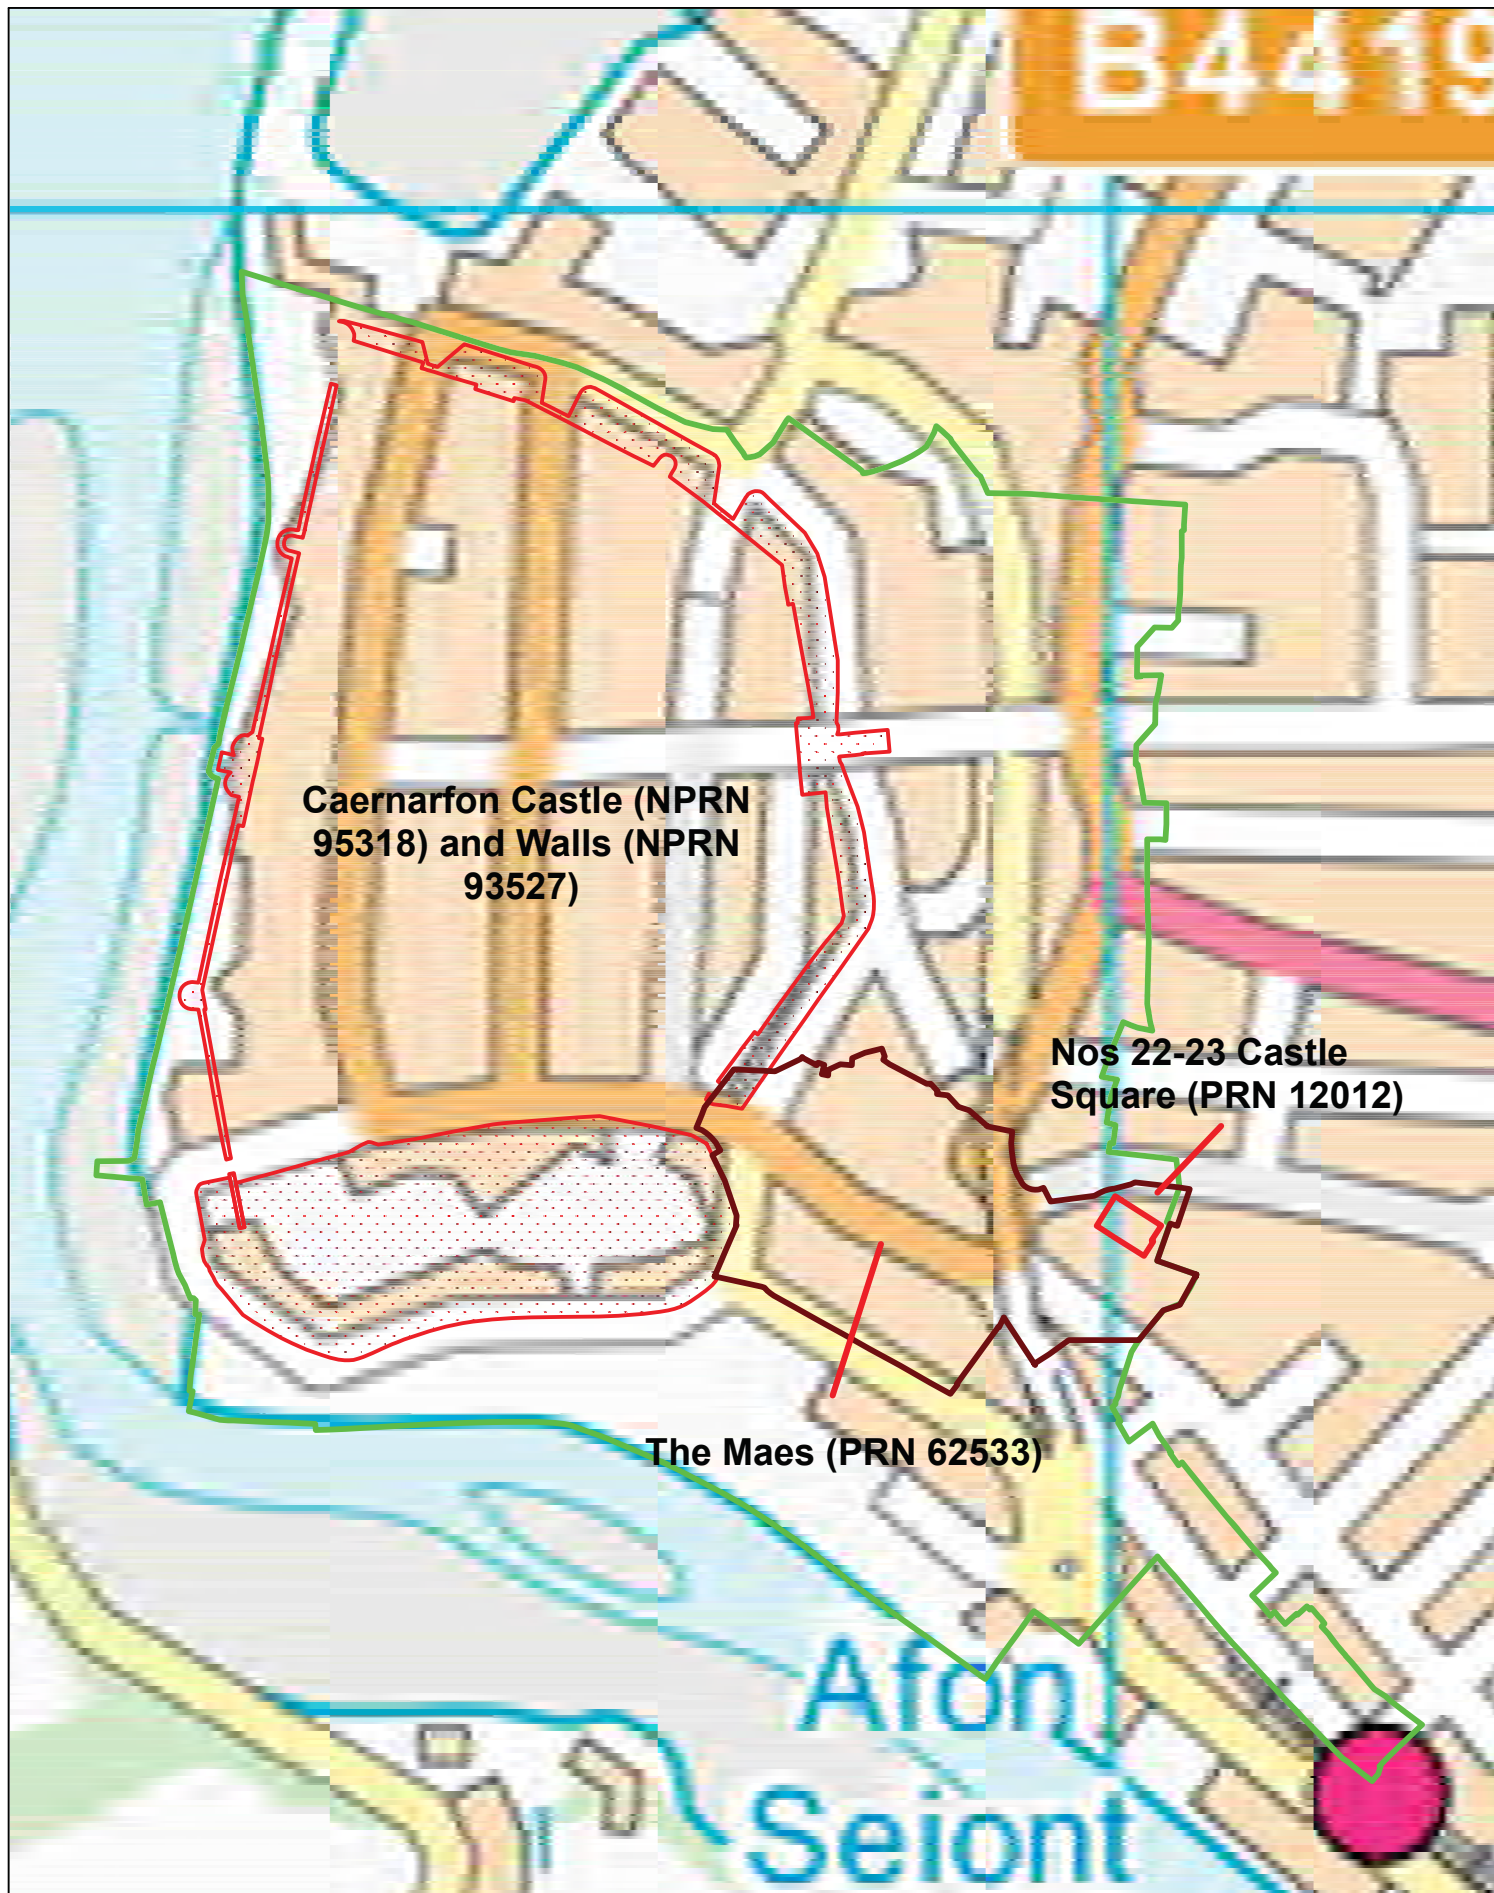 B4419
Caernarfon Castle (NPRN
95318) and Walls (NPRN
93527)
Nos 22-23 Castle
Square (PRN 12012)
The Maes (PRN 62533)
Afon
Seiont